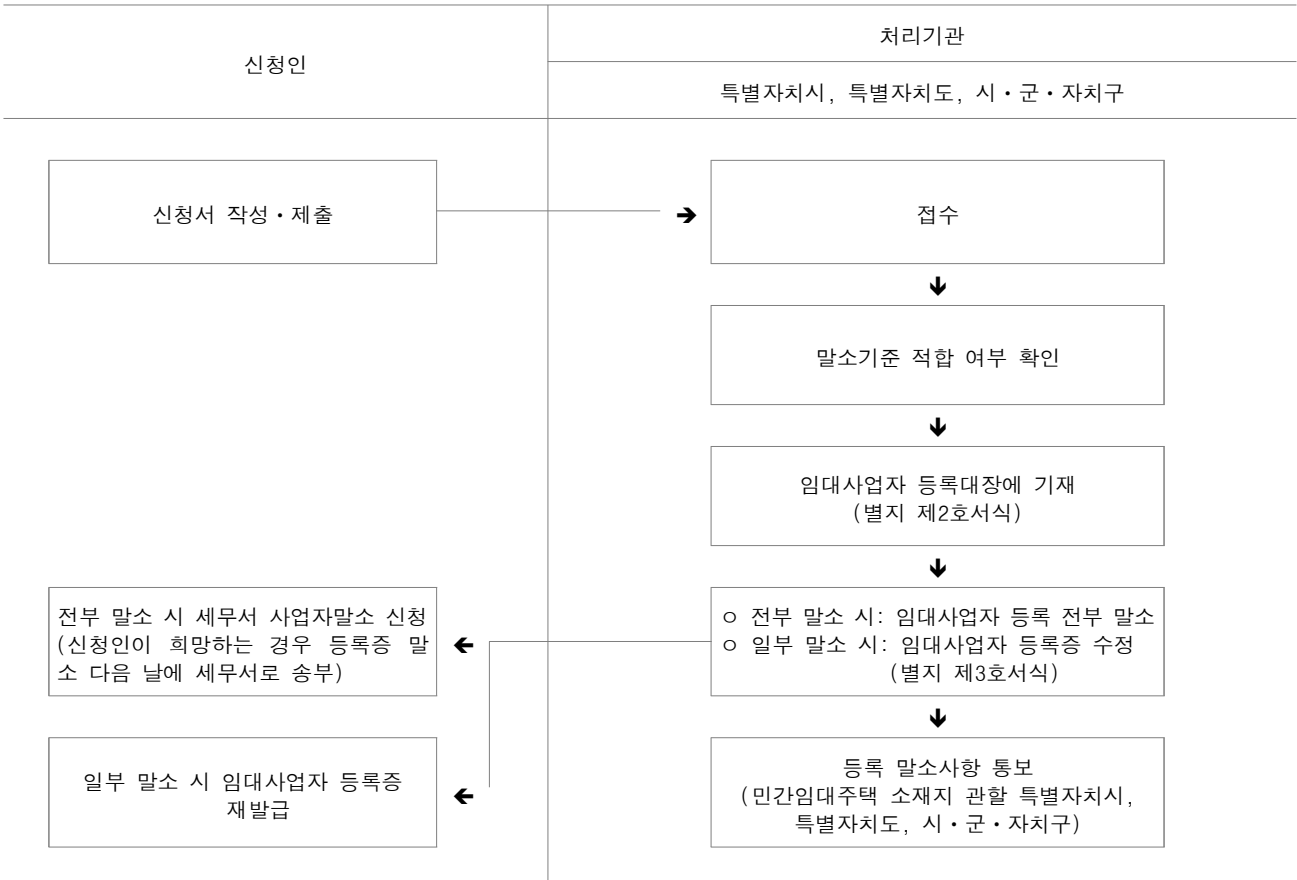 신청인
처리기관
특별자치시, 특별자치도, 시・군・자치구
신청서 작성・제출
접수
말소기준 적합 여부 확인
임대사업자 등록대장에 기재
(별지 제2호서식)
전부 말소 시 세무서 사업자말소 신청
(신청인이 희망하는 경우 등록증 말
소 다음 날에 세무서로 송부)
ㅇ 전부 말소 시: 임대사업자 등록 전부 말소
ㅇ 일부 말소 시: 임대사업자 등록증 수정
(별지 제3호서식)
일부 말소 시 임대사업자 등록증
재발급
등록 말소사항 통보
(민간임대주택 소재지 관할 특별자치시,
특별자치도, 시・군・자치구)